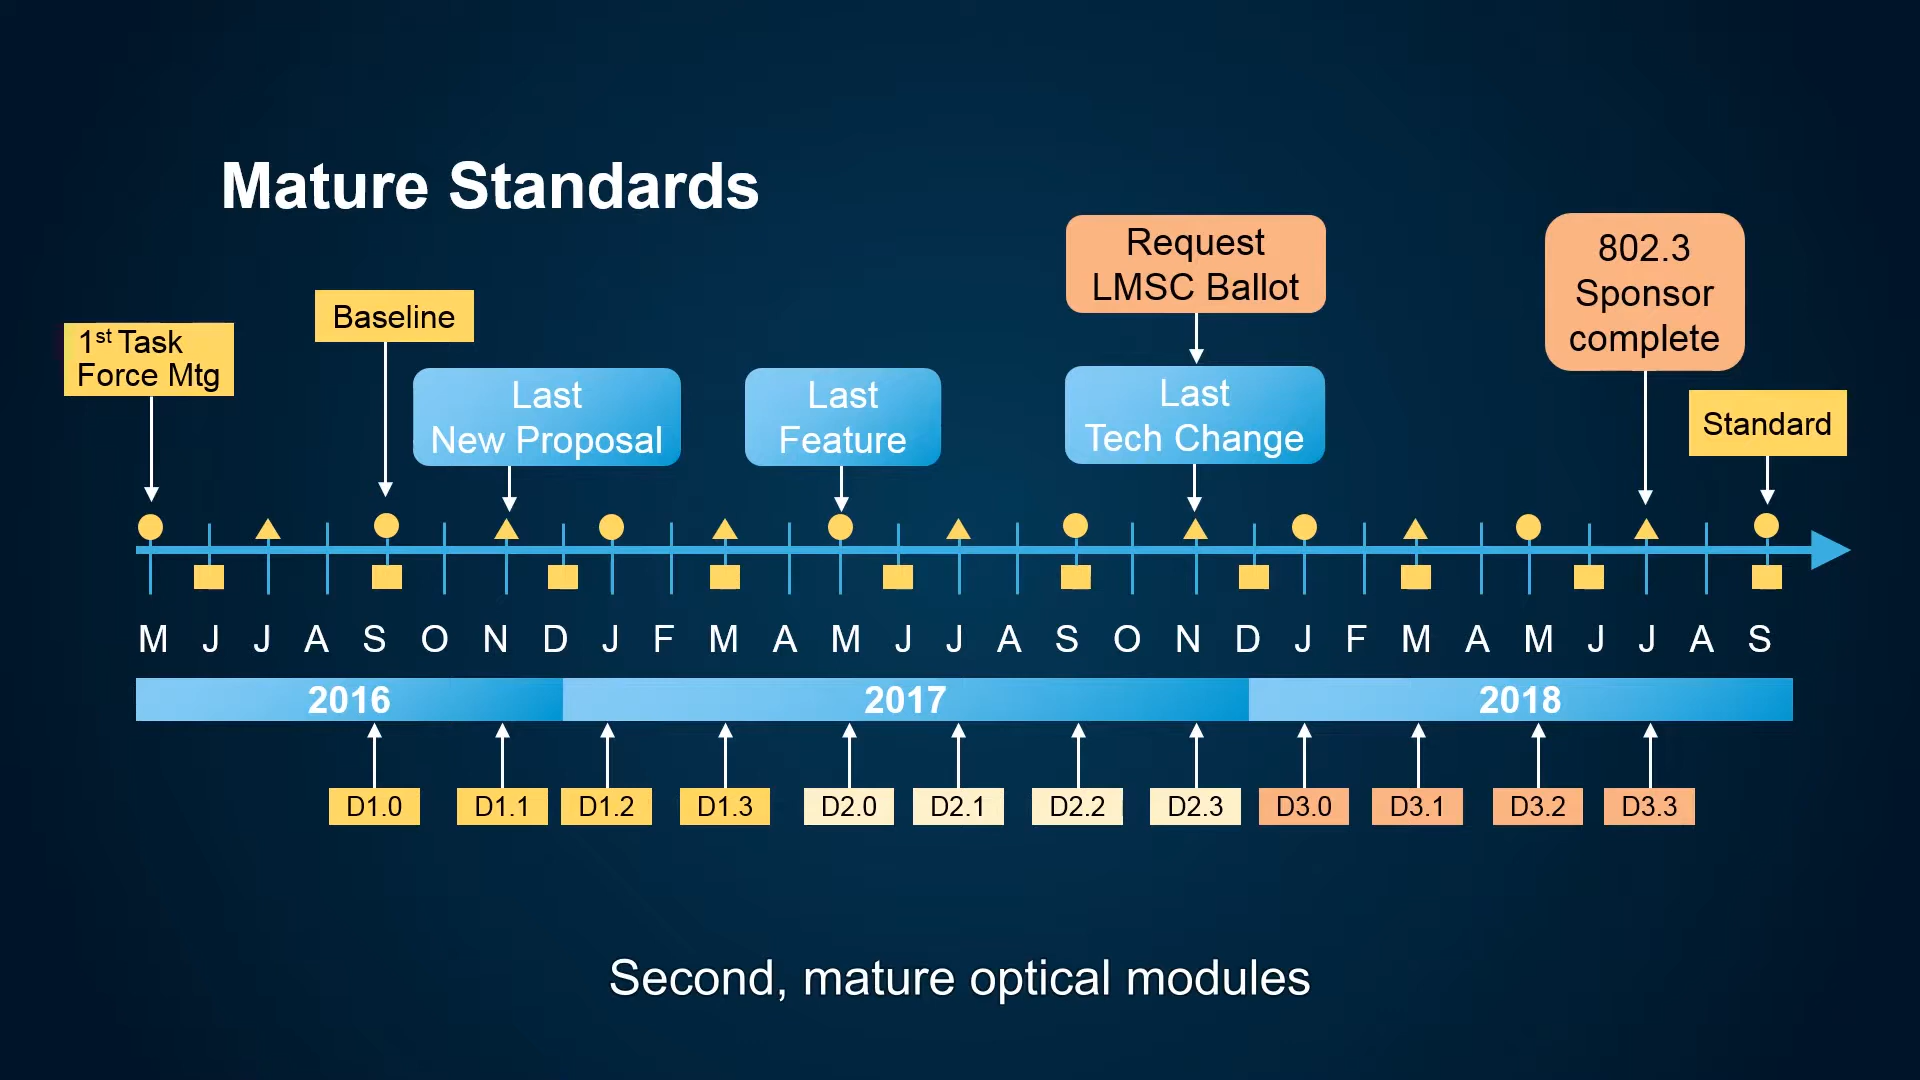 Mature Standards
Request
LMSC Ballot
802.3
Sponsor
complete
Baseline
1st Task
Force Mtg
Last
New Proposal
Last
Feature
Last
Tech Change
Standard
M J J A S O N D J F M A M J J A S O N D J F M A M J J A S
2016 2017 2018
D1.0 D1.1 D1.2 D1.3 D2.0 D2.1 D2.2 D2.3 D3.0 D3.1 D3.2 D3.3
Second, mature optical modules